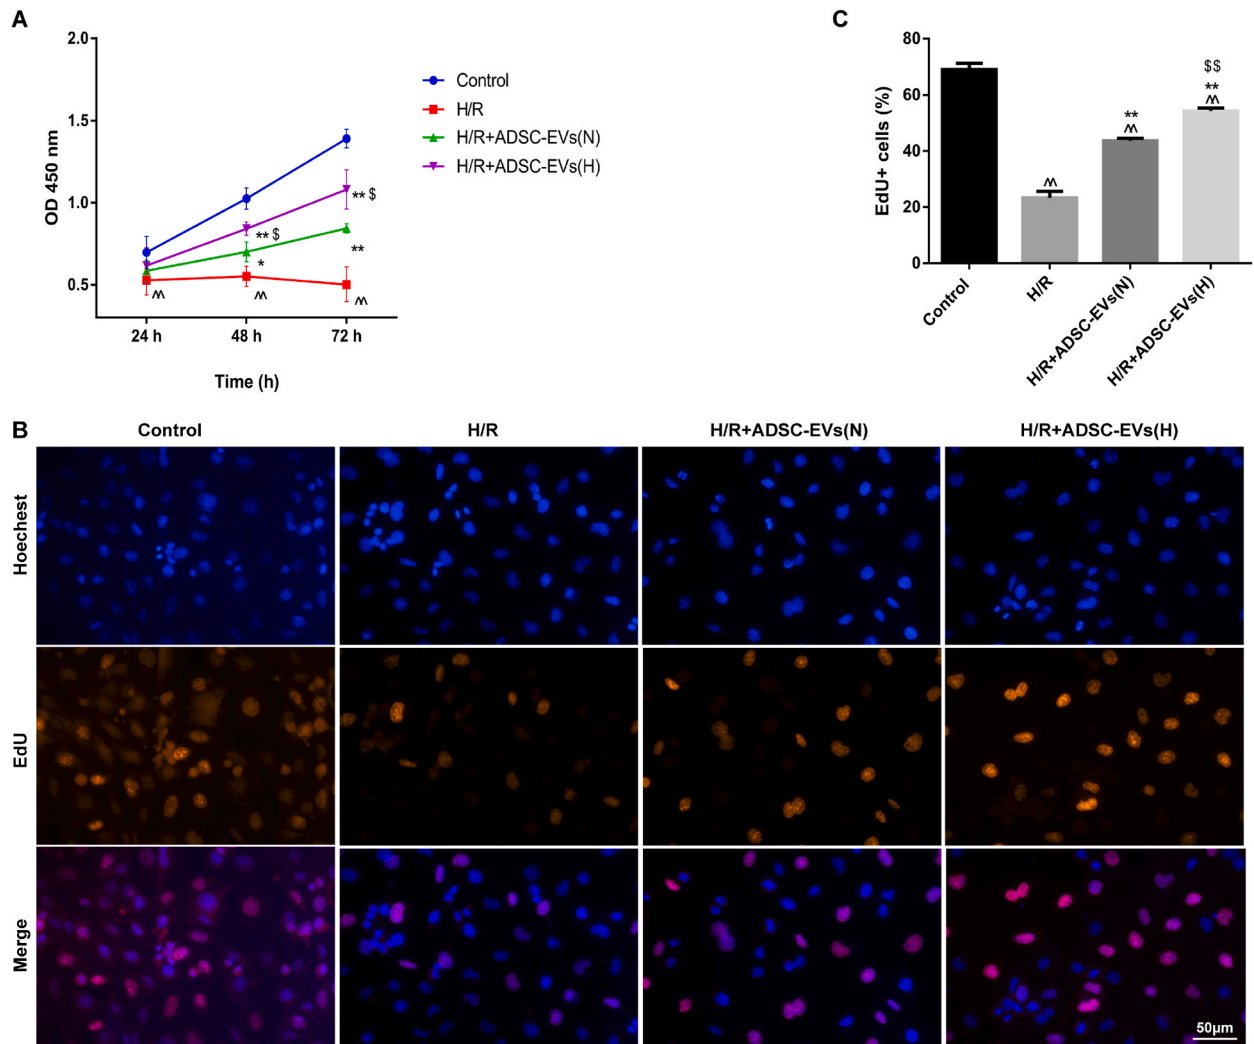 A
2.0
1.5
1.0
0.5
OD 450 nm
24 h
48 h
72 h
Time (h)
^^
^^
^^
** $
*
** $
**
Control
H/R
H/R+ADSC-EVs(N)
H/R+ADSC-EVs(H)
C
80
60
40
20
0
EdU+ cells (%)
^^
**
^^
$$
**
^^
Control
H/R
H/R+ADSC-EVs(N)
H/R+ADSC-EVs(H)
B
Control
H/R
H/R+ADSC-EVs(N)
H/R+ADSC-EVs(H)
Hoechest
EdU
Merge
50μm